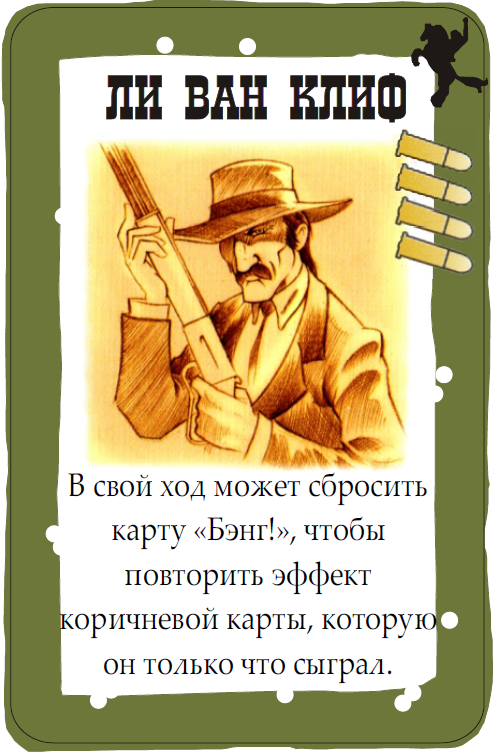 ЛИ ВАН КЛИФ
В свой ход может сбросить
карту «Бэнг!», чтобы
повторить эффект
коричневой карты, которую
он только что сыграл.